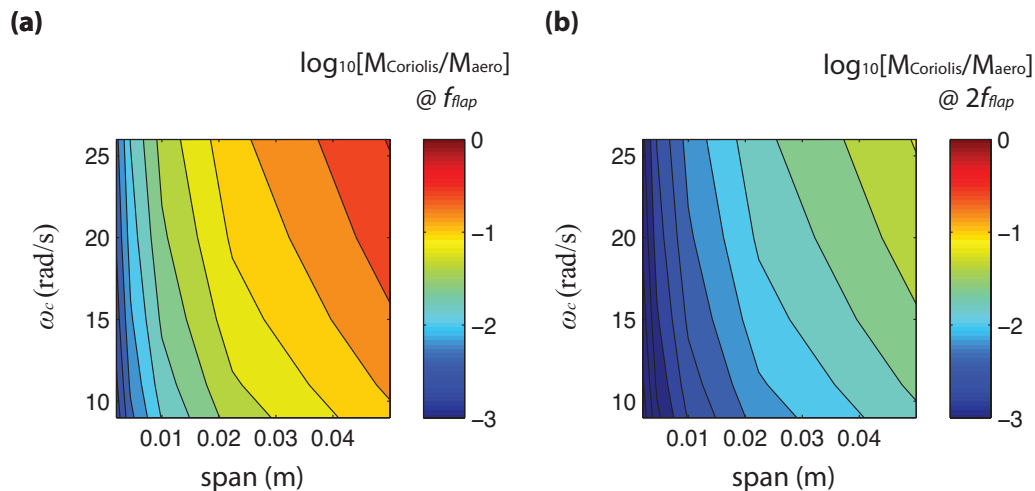 (a)
log10[MCoriolis/Maero]
@ fflap
25
20
15
10
ωc (rad/s)
0.01 0.02 0.03 0.04
span (m)
0
−1
−2
−3
(b)
log10[MCoriolis/Maero]
@ 2fflap
25
20
15
10
ωc (rad/s)
0.01 0.02 0.03 0.04
span (m)
0
−1
−2
−3